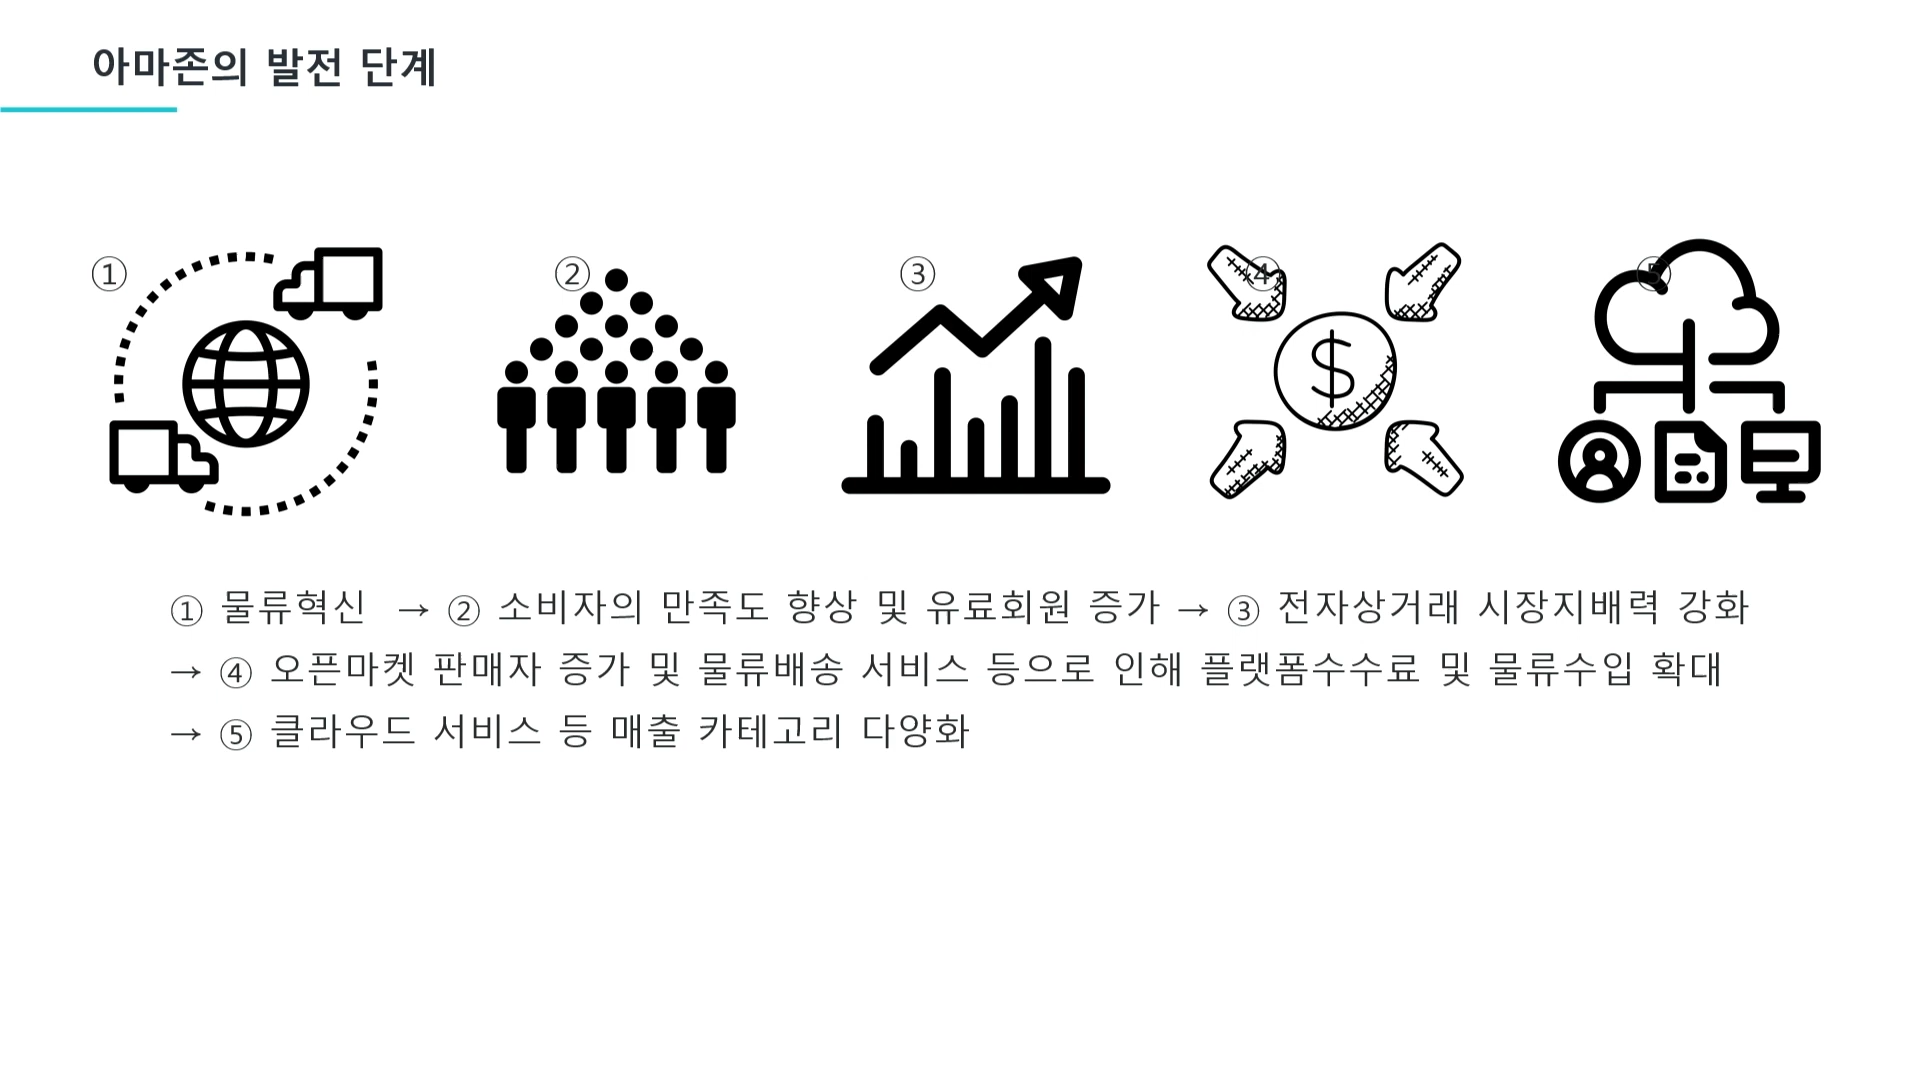 아마존의 발전 단계
① ② ③ ④ ⑤
$
① 물류혁신 → ② 소비자의 만족도 향상 및 유료회원 증가 → ③ 전자상거래 시장지배력 강화
→ ④ 오픈마켓 판매자 증가 및 물류배송 서비스 등으로 인해 플랫폼수수료 및 물류수입 확대
→ ⑤ 클라우드 서비스 등 매출 카테고리 다양화